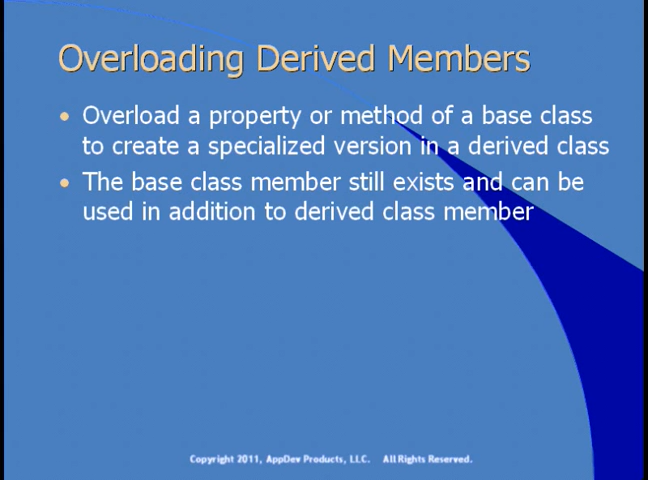 Overloading Derived Members
• Overload a property or method of a base class
to create a specialized version in a derived class
• The base class member still exists and can be
used in addition to derived class member
Copyright 2011, AppDev Products, LLC. All Rights Reserved.